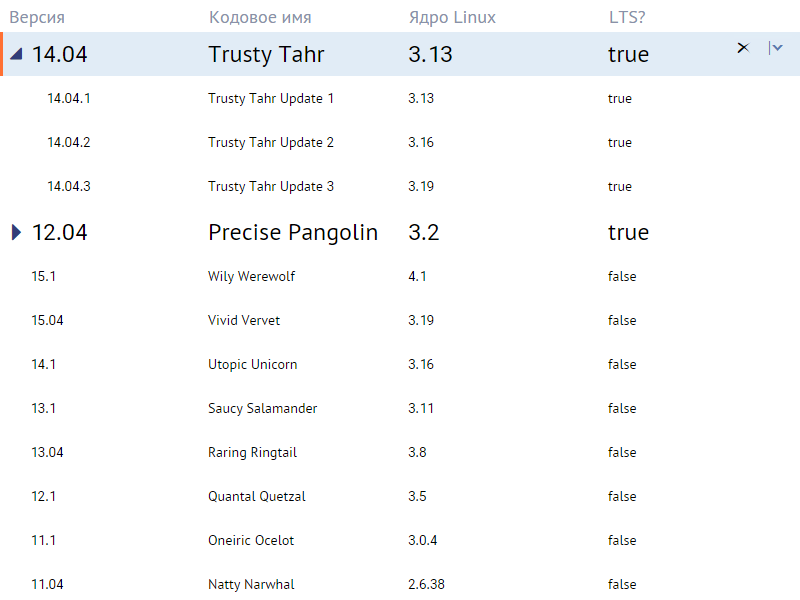 Версия Кодовое имя Ядро Linux LTS?
14.04 Trusty Tahr 3.13 true
14.04.1 Trusty Tahr Update 1 3.13 true
14.04.2 Trusty Tahr Update 2 3.16 true
14.04.3 Trusty Tahr Update 3 3.19 true
12.04 Precise Pangolin 3.2 true
15.1 Wily Werewolf 4.1 false
15.04 Vivid Vervet 3.19 false
14.1 Utopic Unicorn 3.16 false
13.1 Saucy Salamander 3.11 false
13.04 Raring Ringtail 3.8 false
12.1 Quantal Quetzal 3.5 false
11.1 Oneiric Ocelot 3.0.4 false
11.04 Natty Narwhal 2.6.38 false